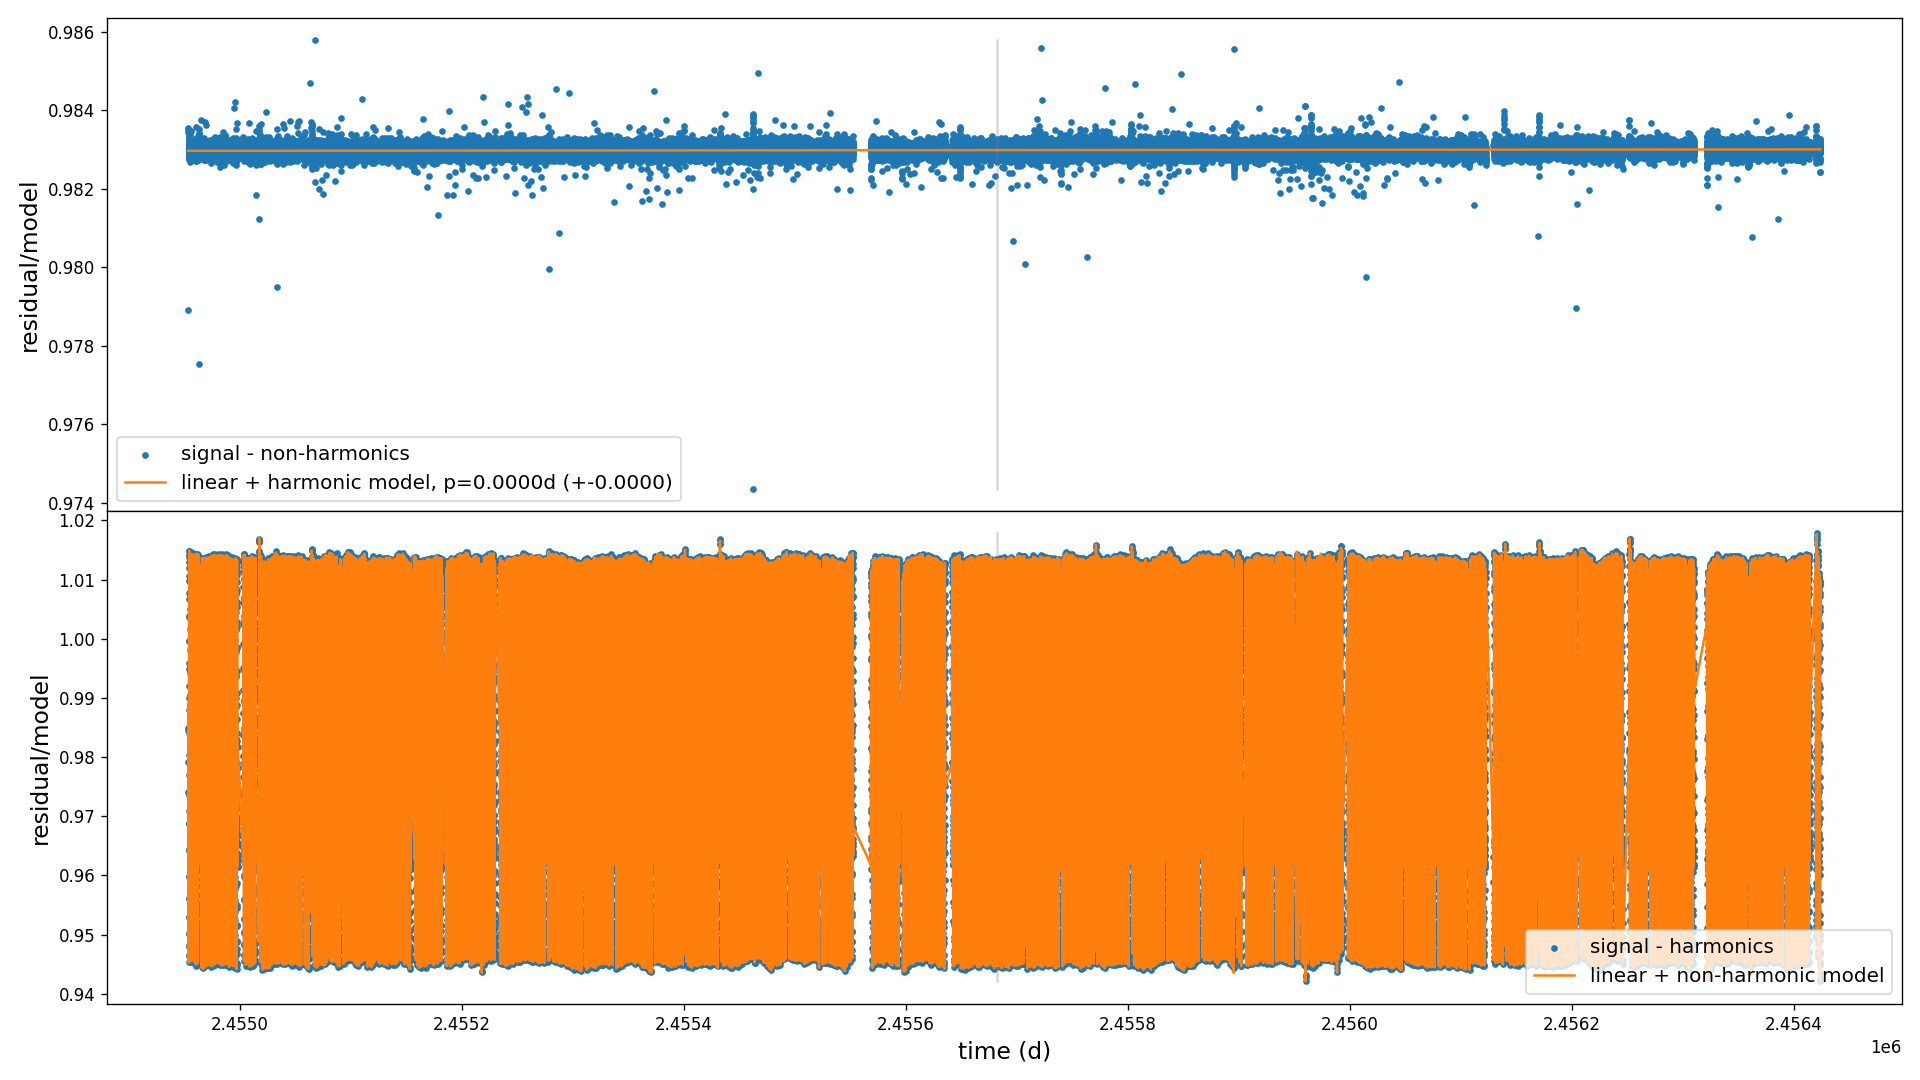 0.986
0.984
0.982
0.980
0.978
0.976
0.974
residual/model
signal - non-harmonics
linear + harmonic model, p=0.0000d (+-0.0000)
1.02
1.01
1.00
0.99
0.98
0.97
0.96
0.95
0.94
residual/model
signal - harmonics
linear + non-harmonic model
2.4550 2.4552 2.4554 2.4556 2.4558 2.4560 2.4562 2.4564
1e6
time (d)